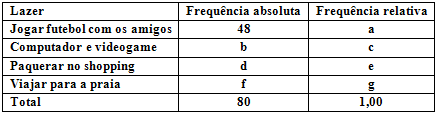 Lazer Frequência absoluta Frequência relativa
Jogar futebol com os amigos 48 a
Computador e videogame b c
Paquerar no shopping d e
Viajar para a praia f g
Total 80 1,00